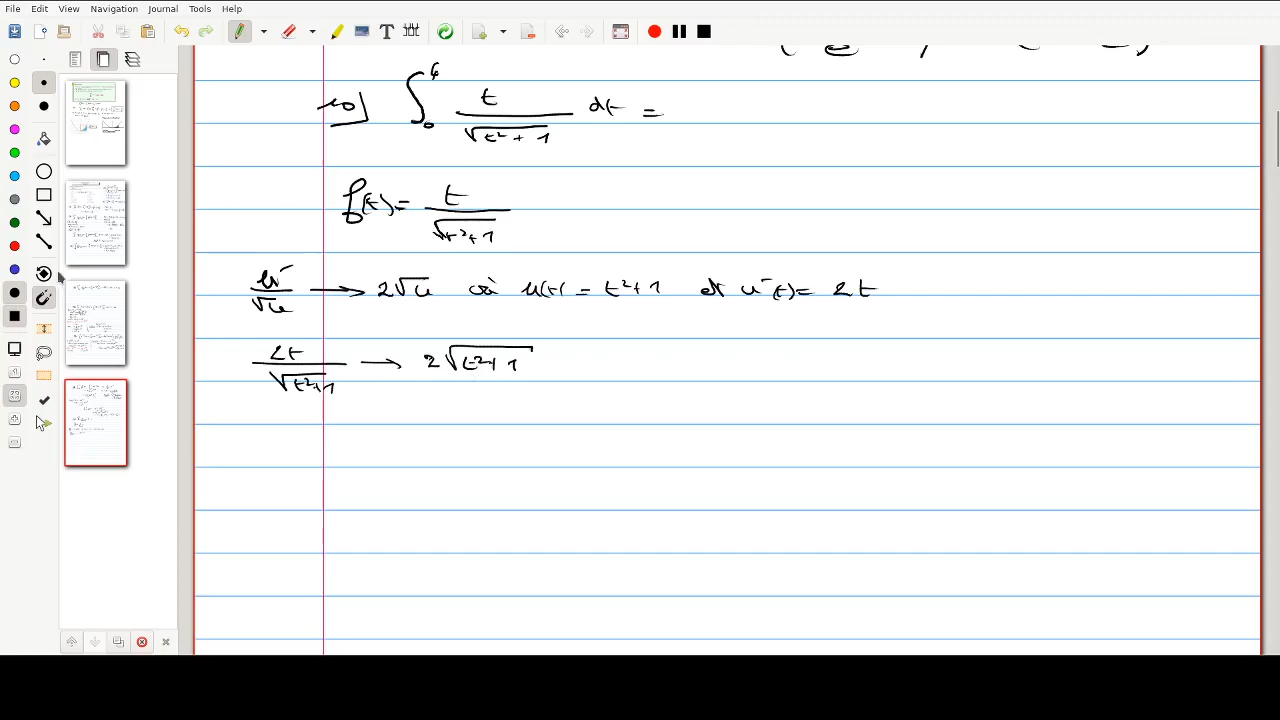 File Edit View Navigation Journal Tools Help
10] ∫₀⁶ t/√(t²+1) dt =
f(t) = t/√(t²+1)
u'/√u → 2√u où u(t) = t²+1 et u'(t) = 2t
2t/√(t²+1) → 2√(t²+1)